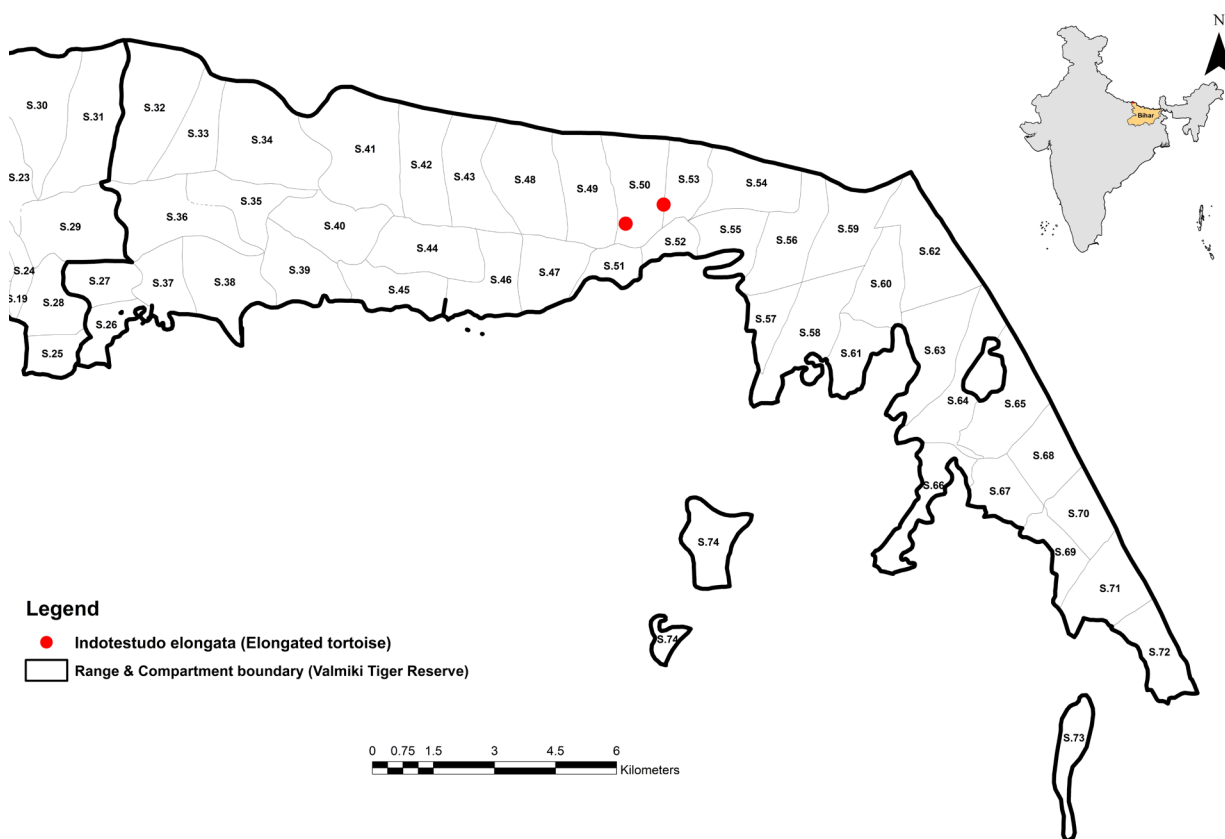 N
Bihar
S.30
S.31
S.32
S.33
S.34
S.41
S.42
S.43
S.48
S.49
S.50
S.53
S.54
S.23
S.29
S.36
S.35
S.40
S.44
S.46
S.47
S.51
S.52
S.55
S.56
S.59
S.62
S.24
S.19
S.28
S.27
S.26
S.25
S.37
S.38
S.39
S.45
S.57
S.58
S.60
S.61
S.63
S.64
S.65
S.66
S.67
S.68
S.70
S.69
S.71
S.72
S.74
S.74
S.73
Legend
Indotestudo elongata (Elongated tortoise)
Range & Compartment boundary (Valmiki Tiger Reserve)
0 0.75 1.5 3 4.5 6
Kilometers